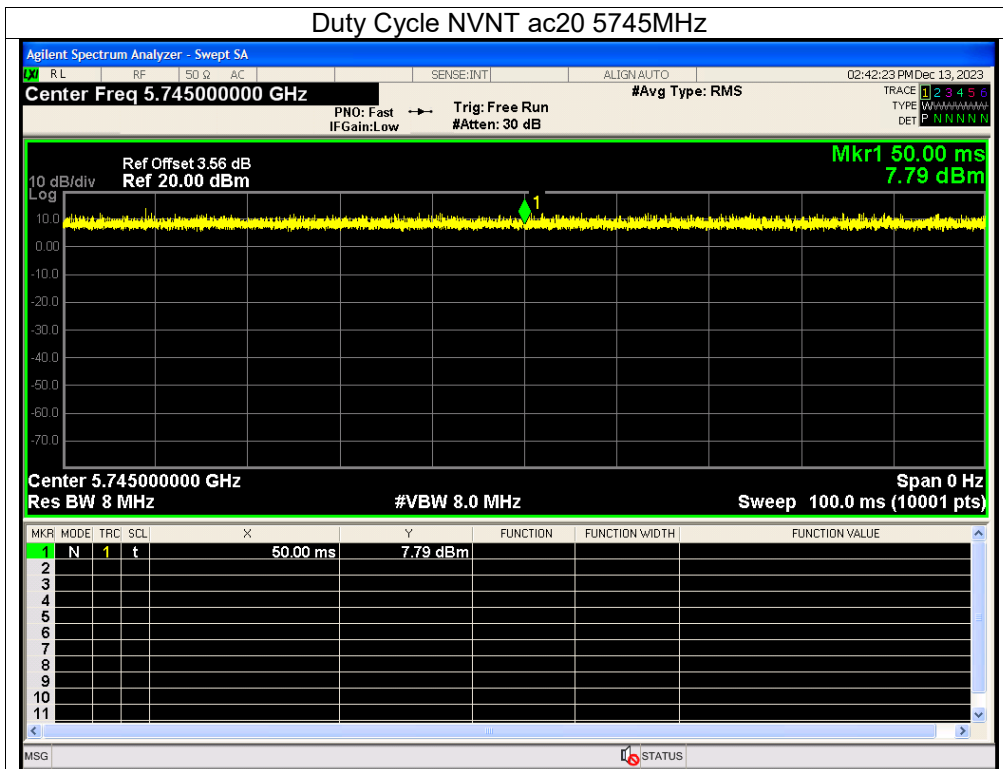 Duty Cycle NVNT ac20 5745MHz
Agilent Spectrum Analyzer - Swept SA
LXI RL RF 50 Ω AC SENSE:INT ALIGN AUTO 02:42:23 PM Dec 13, 2023
Center Freq 5.745000000 GHz #Avg Type: RMS TRACE 1 2 3 4 5 6
PNO: Fast Trig: Free Run TYPE WWWWWW
IFGain:Low #Atten: 30 dB DET P N N N N N
Mkr1 50.00 ms
Ref Offset 3.56 dB
10 dB/div Ref 20.00 dBm 7.79 dBm
Log
1
10.0
0.00
-10.0
-20.0
-30.0
-40.0
-50.0
-60.0
-70.0
Center 5.745000000 GHz Span 0 Hz
Res BW 8 MHz #VBW 8.0 MHz Sweep 100.0 ms (10001 pts)
MKR MODE TRC SCL X Y FUNCTION FUNCTION WIDTH FUNCTION VALUE
1 N 1 t 50.00 ms 7.79 dBm
2
3
4
5
6
7
8
9
10
11
MSG STATUS